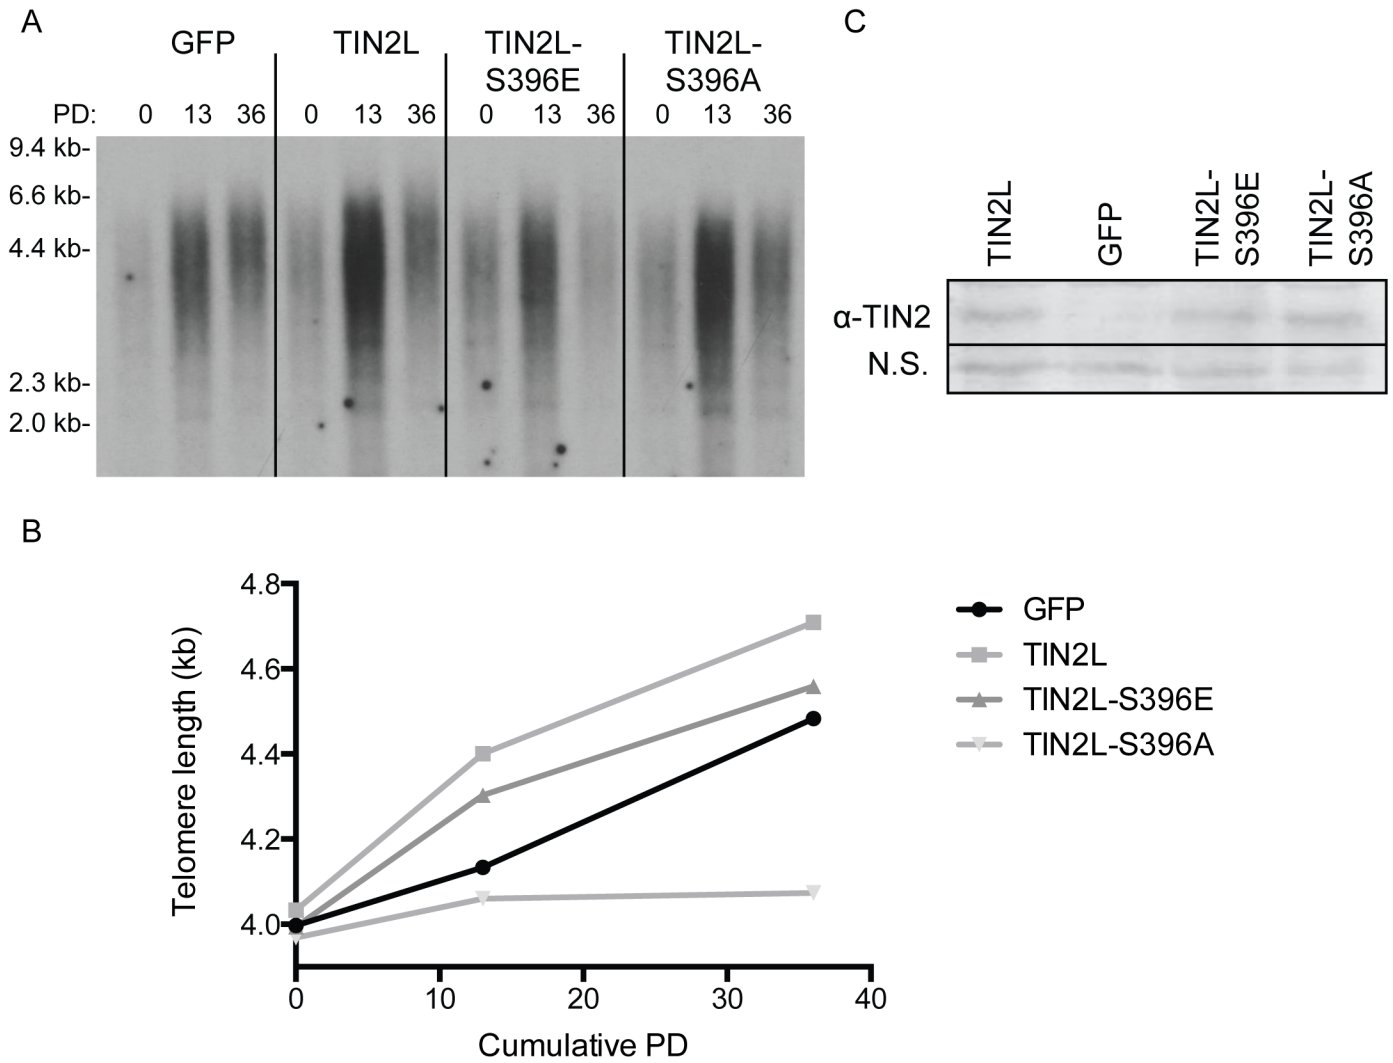 A
GFP TIN2L TIN2L- TIN2L-
S396E S396A
PD: 0 13 36 0 13 36 0 13 36 0 13 36
9.4 kb-
6.6 kb-
4.4 kb-
2.3 kb-
2.0 kb-
C
TIN2L
GFP
TIN2L-
S396E
TIN2L-
S396A
α-TIN2
N.S.
B
Telomere length (kb)
4.8
4.6
4.4
4.2
4.0
0 10 20 30 40
Cumulative PD
GFP
TIN2L
TIN2L-S396E
TIN2L-S396A